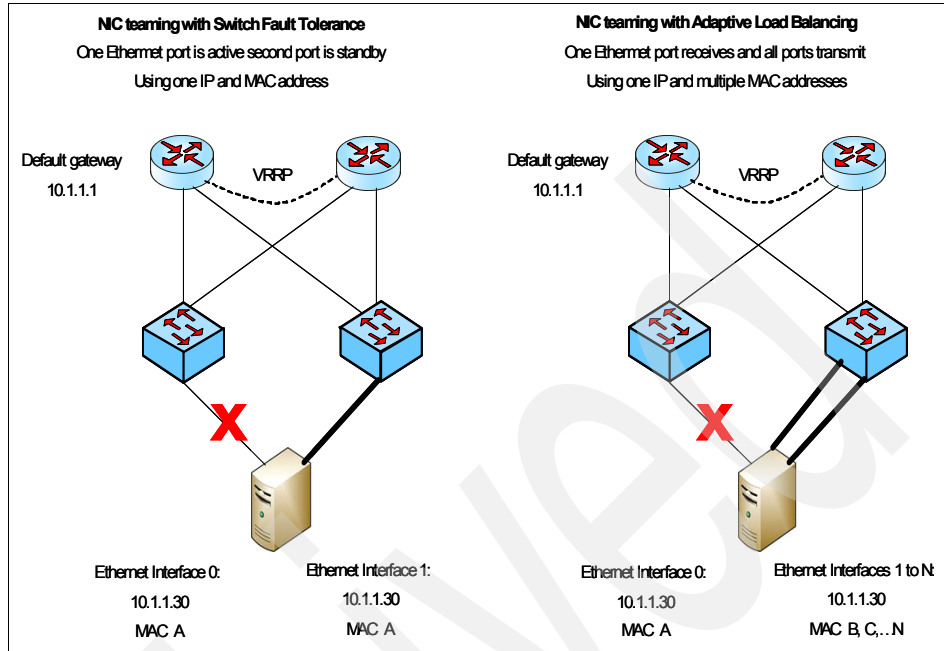 NIC teaming with Switch Fault Tolerance
One Ethernet port is active second port is standby
Using one IP and MAC address
Default gateway
10.1.1.1
VRRP
X
Ethernet Interface 0:
10.1.1.30
MAC A
Ethernet Interface 1:
10.1.1.30
MAC A
NIC teaming with Adaptive Load Balancing
One Ethernet port receives and all ports transmit
Using one IP and multiple MAC addresses
Default gateway
10.1.1.1
VRRP
X
Ethernet Interface 0:
10.1.1.30
MAC A
Ethernet Interfaces 1 to N:
10.1.1.30
MAC B, C,...N